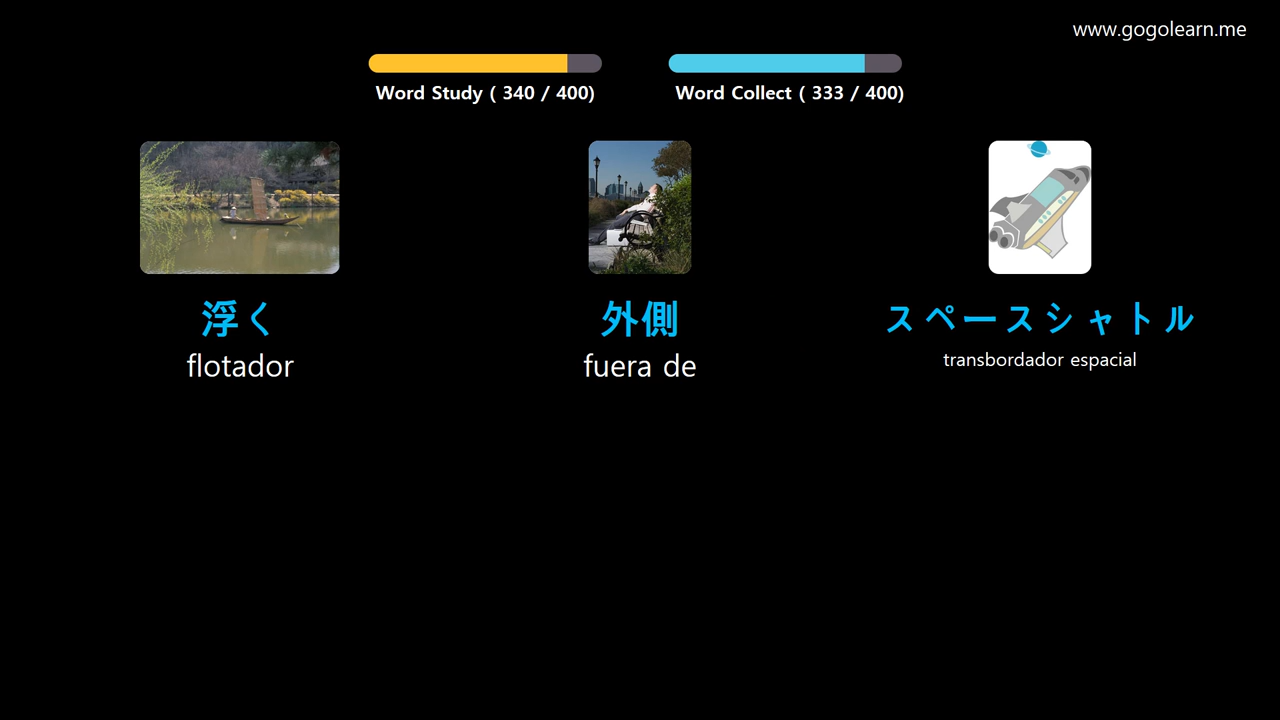 www.gogolearn.me
Word Study ( 340 / 400)
Word Collect ( 333 / 400)
浮く
flotador
外側
fuera de
スペースシャトル
transbordador espacial